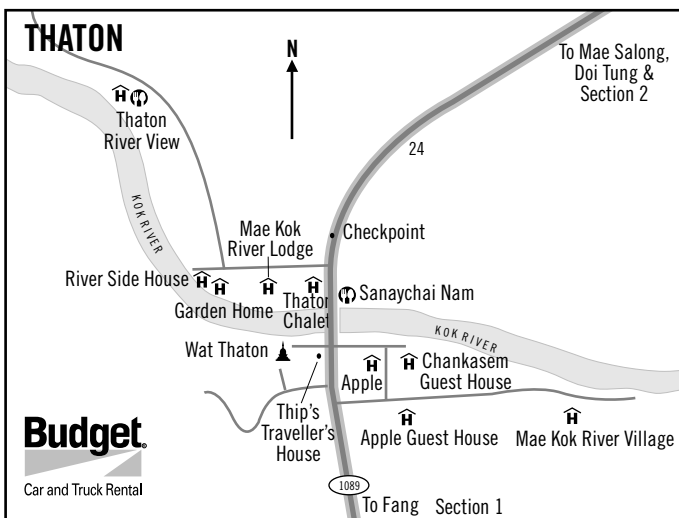 THATON
N
To Mae Salong,
Doi Tung &
Section 2
H
Thaton
River View
24
KOK RIVER
Mae Kok
River Lodge
Checkpoint
River Side House
H
H
H
H
Garden Home
Thaton
Chalet
Sanaychai Nam
KOK RIVER
Wat Thaton
H
Apple
H
Chankasem
Guest House
Thip's
Traveller's
House
H
Apple Guest House
H
Mae Kok River Village
Budget®
Car and Truck Rental
1089
To Fang Section 1